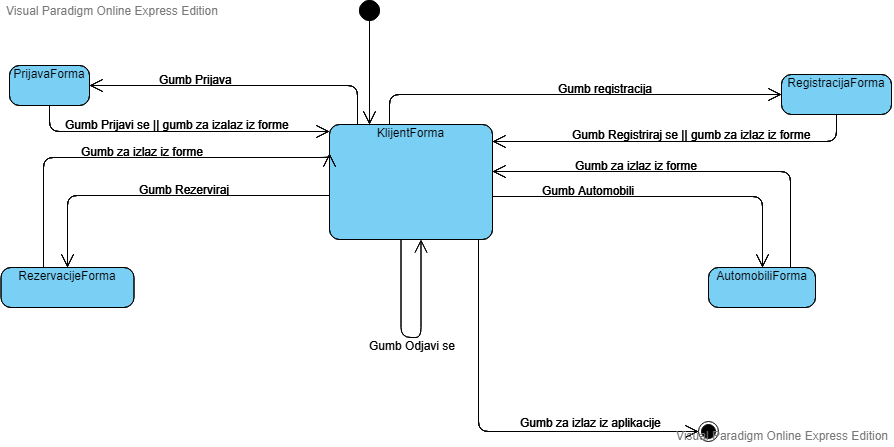 Visual Paradigm Online Express Edition
PrijavaForma
Gumb Prijava
Gumb registracija
RegistracijaForma
Gumb Prijavi se || gumb za izalaz iz forme
KlijentForma
Gumb Registriraj se || gumb za izlaz iz forme
Gumb za izlaz iz forme
Gumb za izlaz iz forme
Gumb Rezerviraj
Gumb Automobili
RezervacijeForma
AutomobiliForma
Gumb Odjavi se
Gumb za izlaz iz aplikacije
Visual Paradigm Online Express Edition